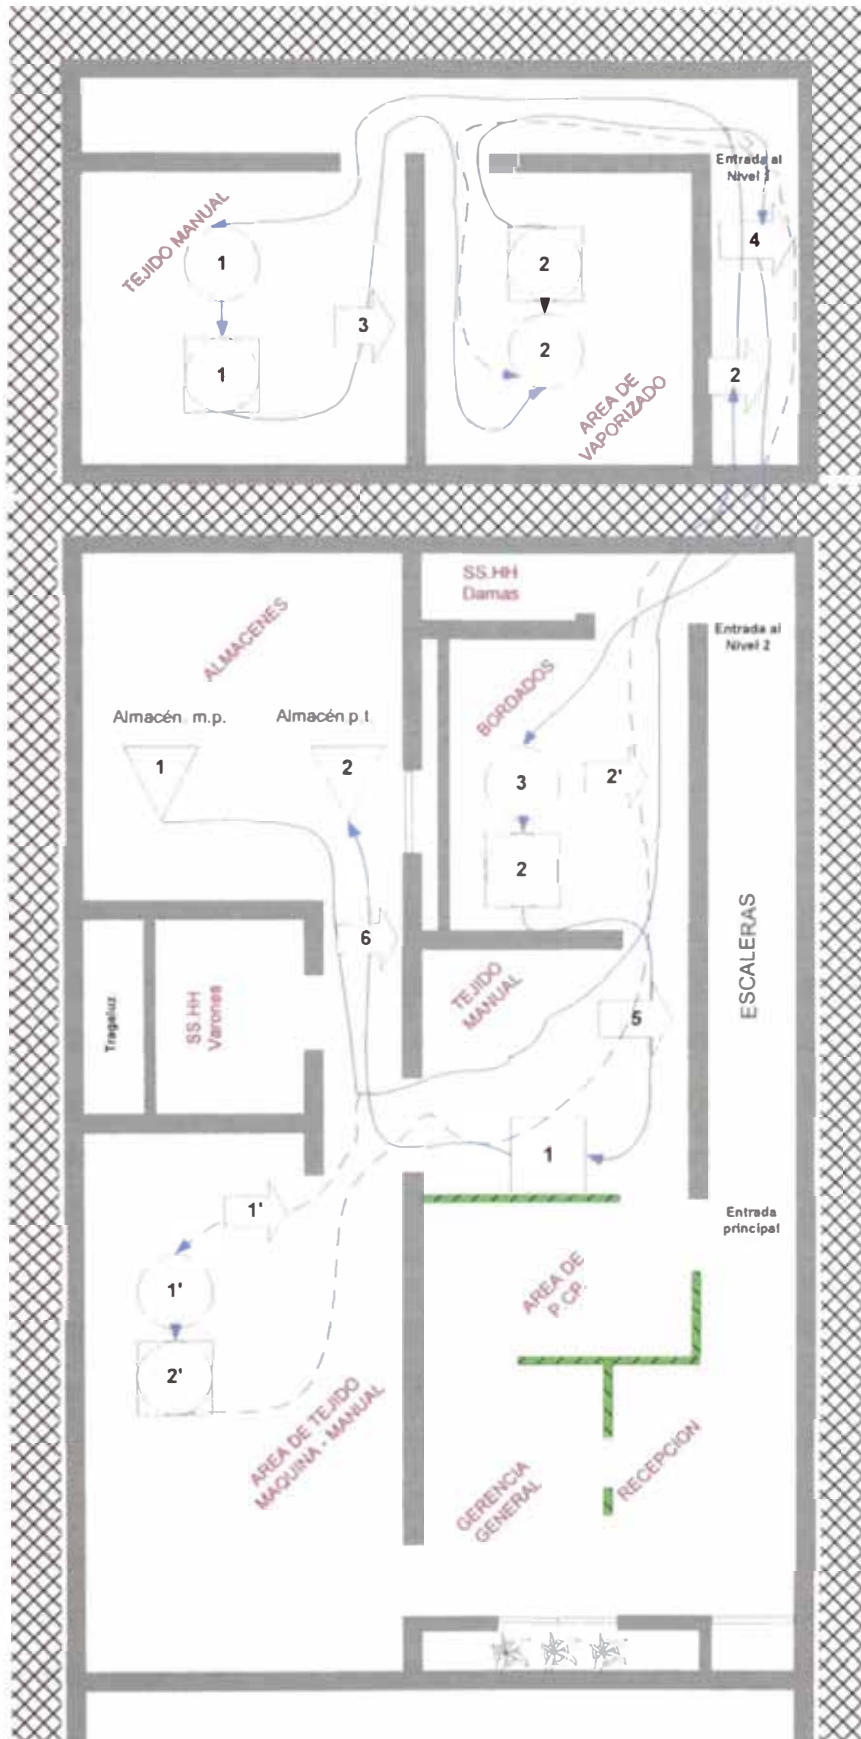 Entrada al
Nivel 1
TEJIDO MANUAL
1
2
4
3
2
1
2
AREA DE
VAPORIZADO
SS.HH
Damas
ALMACENES
Entrada al
Nivel 2
BORDADOS
Almacén m.p.
Almacén p.t
1
2
3
2'
2
6
ESCALERAS
TEJIDO
MANUAL
Tragaluz
SS.HH
Varones
5
1
1'
Entrada
principal
AREA DE
P.CP.
1'
2'
AREA DE TEJIDO
MAQUINA - MANUAL
GERENCIA
GENERAL
RECEPCION